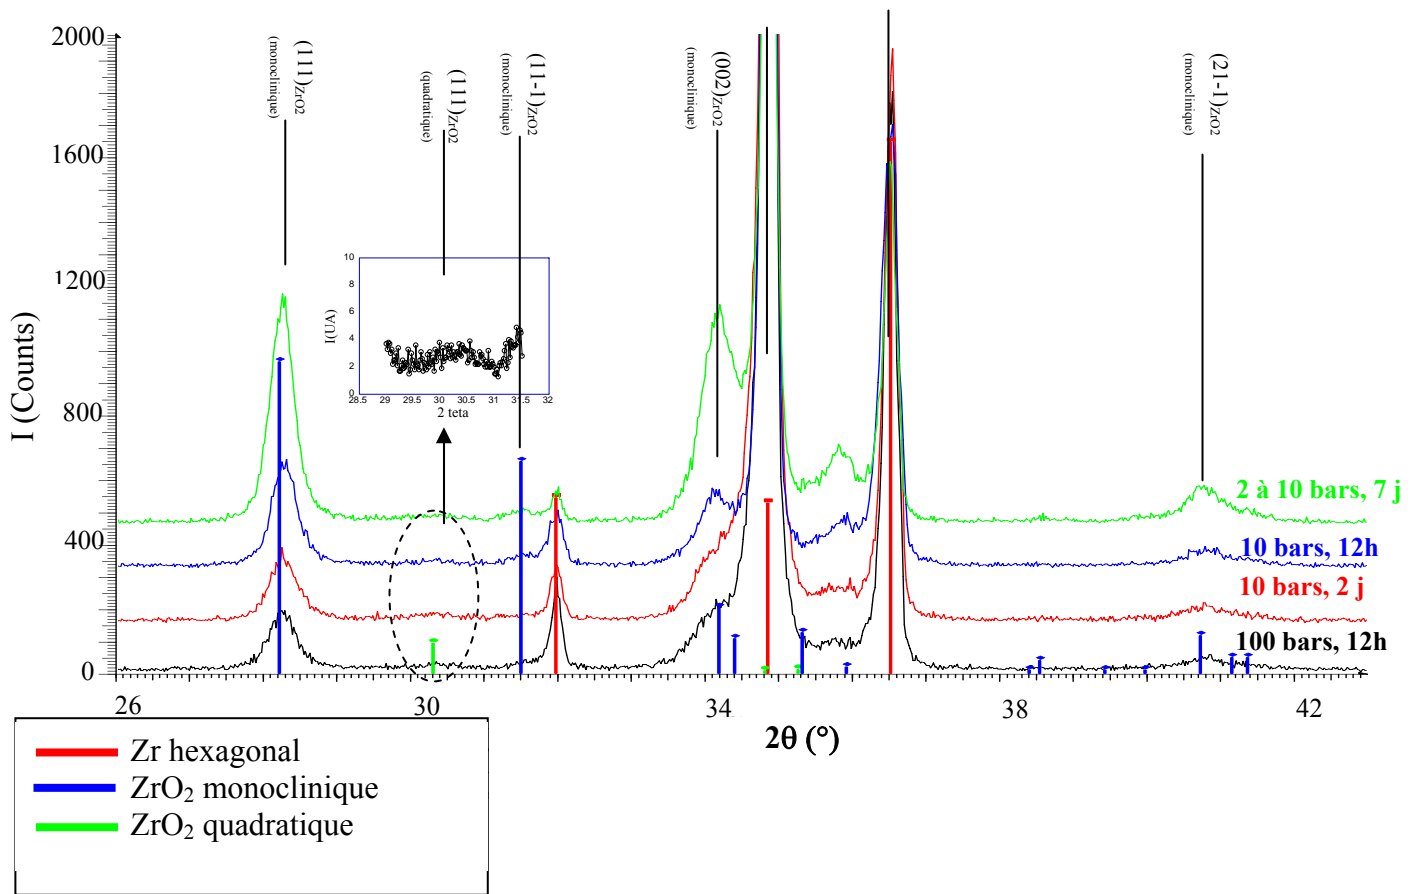 2000
1600
1200
800
400
0
I (Counts)
(111)ZrO2
(monoclinique)
(111)ZrO2
(quadratique)
(11-1)ZrO2
(monoclinique)
(002)ZrO2
(monoclinique)
(21-1)ZrO2
(monoclinique)
10
8
6
4
2
0
I(UA)
28.5 29 29.5 30 30.5 31 31.5 32
2 teta
2 à 10 bars, 7 j
10 bars, 12h
10 bars, 2 j
100 bars, 12h
26 30 34 38 42
2θ (°)
Zr hexagonal
ZrO₂ monoclinique
ZrO₂ quadratique